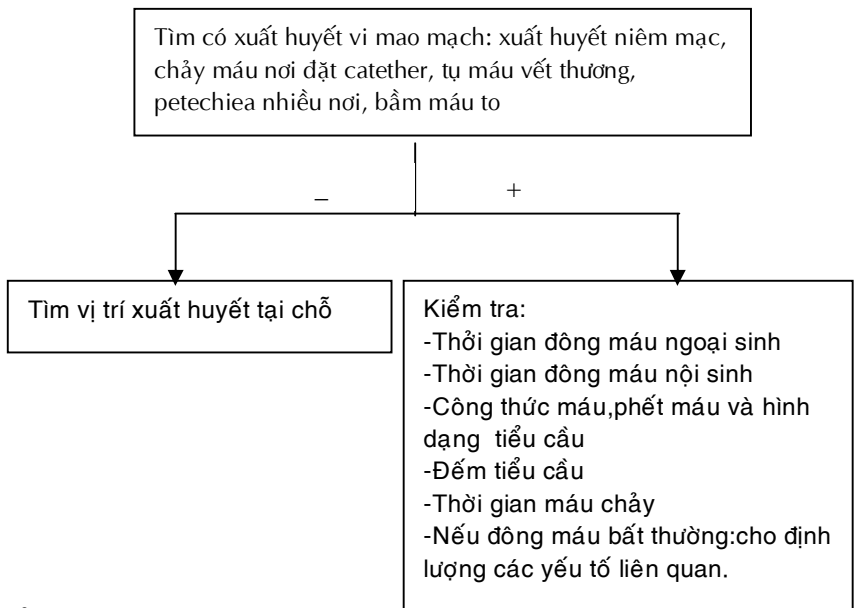 Tìm có xuất huyết vi mao mạch: xuất huyết niêm mạc,
chảy máu nơi đặt catether, tụ máu vết thương,
petechiea nhiều nơi, bầm máu to
_ +
Tìm vị trí xuất huyết tại chỗ
Kiểm tra:
-Thởi gian đông máu ngoại sinh
-Thời gian đông máu nội sinh
-Công thức máu,phết máu và hình
dạng tiểu cầu
-Đếm tiểu cầu
-Thời gian máu chảy
-Nếu đông máu bất thường:cho định
lượng các yếu tố liên quan.